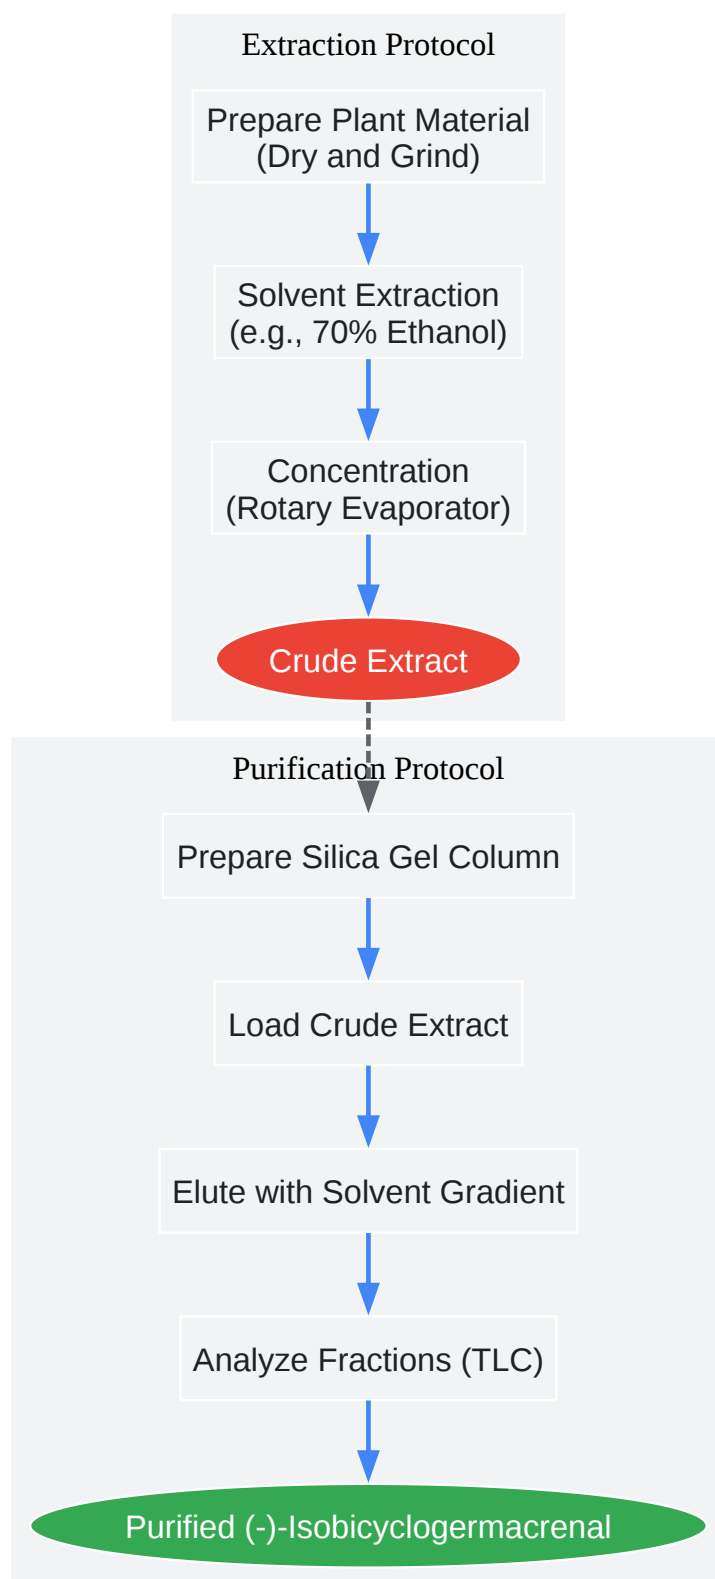 Extraction Protocol
Prepare Plant Material
(Dry and Grind)
Solvent Extraction
(e.g., 70% Ethanol)
Concentration
(Rotary Evaporator)
Crude Extract
Purification Protocol
Prepare Silica Gel Column
Load Crude Extract
Elute with Solvent Gradient
Analyze Fractions (TLC)
Purified (-)-Isobicyclogermacrenal